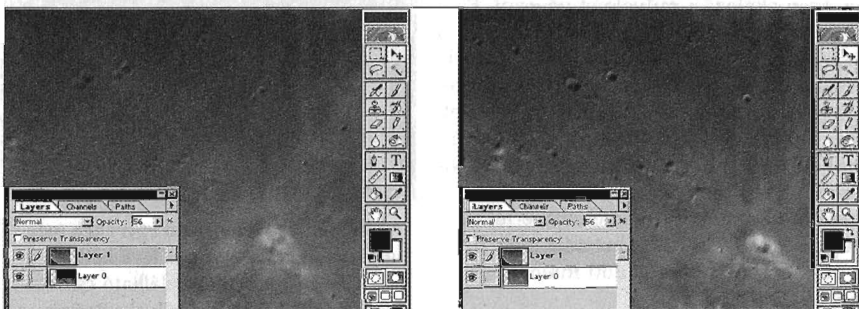 T
Layers Channels Paths
Normal Opacity: 56 %
Preserve Transparency
Layer 1
Layer 0
T
Layers Channels Paths
Normal Opacity: 56 %
Preserve Transparency
Layer 1
Layer 0